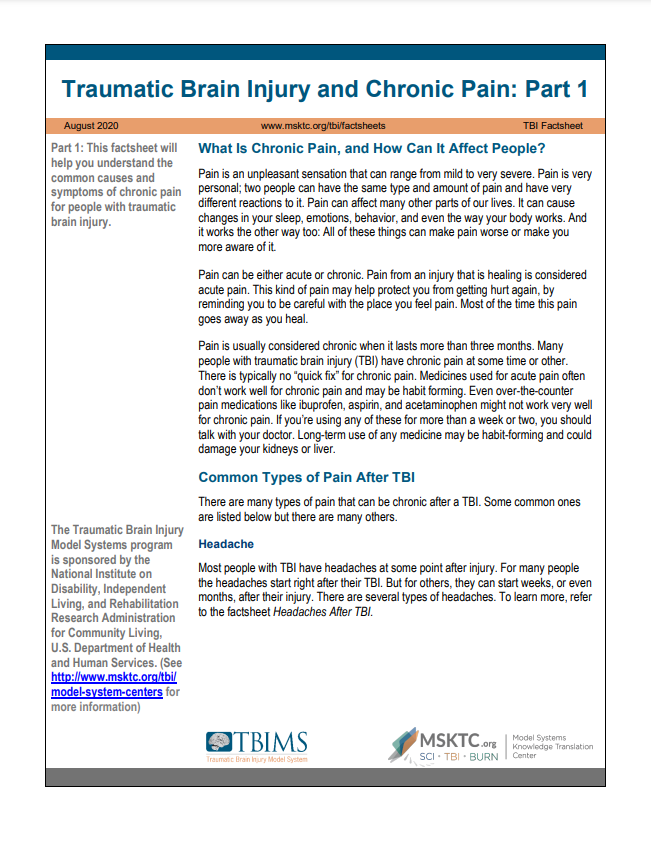 Traumatic Brain Injury and Chronic Pain: Part 1
August 2020 www.msktc.org/tbi/factsheets TBI Factsheet
Part 1: This factsheet will
help you understand the
common causes and
symptoms of chronic pain
for people with traumatic
brain injury.
The Traumatic Brain Injury
Model Systems program
is sponsored by the
National Institute on
Disability, Independent
Living, and Rehabilitation
Research Administration
for Community Living,
U.S. Department of Health
and Human Services. (See
http://www.msktc.org/tbi/
model-system-centers for
more information)
What Is Chronic Pain, and How Can It Affect People?
Pain is an unpleasant sensation that can range from mild to very severe. Pain is very
personal; two people can have the same type and amount of pain and have very
different reactions to it. Pain can affect many other parts of our lives. It can cause
changes in your sleep, emotions, behavior, and even the way your body works. And
it works the other way too: All of these things can make pain worse or make you
more aware of it.
Pain can be either acute or chronic. Pain from an injury that is healing is considered
acute pain. This kind of pain may help protect you from getting hurt again, by
reminding you to be careful with the place you feel pain. Most of the time this pain
goes away as you heal.
Pain is usually considered chronic when it lasts more than three months. Many
people with traumatic brain injury (TBI) have chronic pain at some time or other.
There is typically no “quick fix” for chronic pain. Medicines used for acute pain often
don’t work well for chronic pain and may be habit forming. Even over-the-counter
pain medications like ibuprofen, aspirin, and acetaminophen might not work very well
for chronic pain. If you’re using any of these for more than a week or two, you should
talk with your doctor. Long-term use of any medicine may be habit-forming and could
damage your kidneys or liver.
Common Types of Pain After TBI
There are many types of pain that can be chronic after a TBI. Some common ones
are listed below but there are many others.
Headache
Most people with TBI have headaches at some point after injury. For many people
the headaches start right after their TBI. But for others, they can start weeks, or even
months, after their injury. There are several types of headaches. To learn more, refer
to the factsheet Headaches After TBI.
TBIMS
Traumatic Brain Injury Model System
MSKTC.org
SCI • TBI • BURN
Model Systems
Knowledge Translation
Center